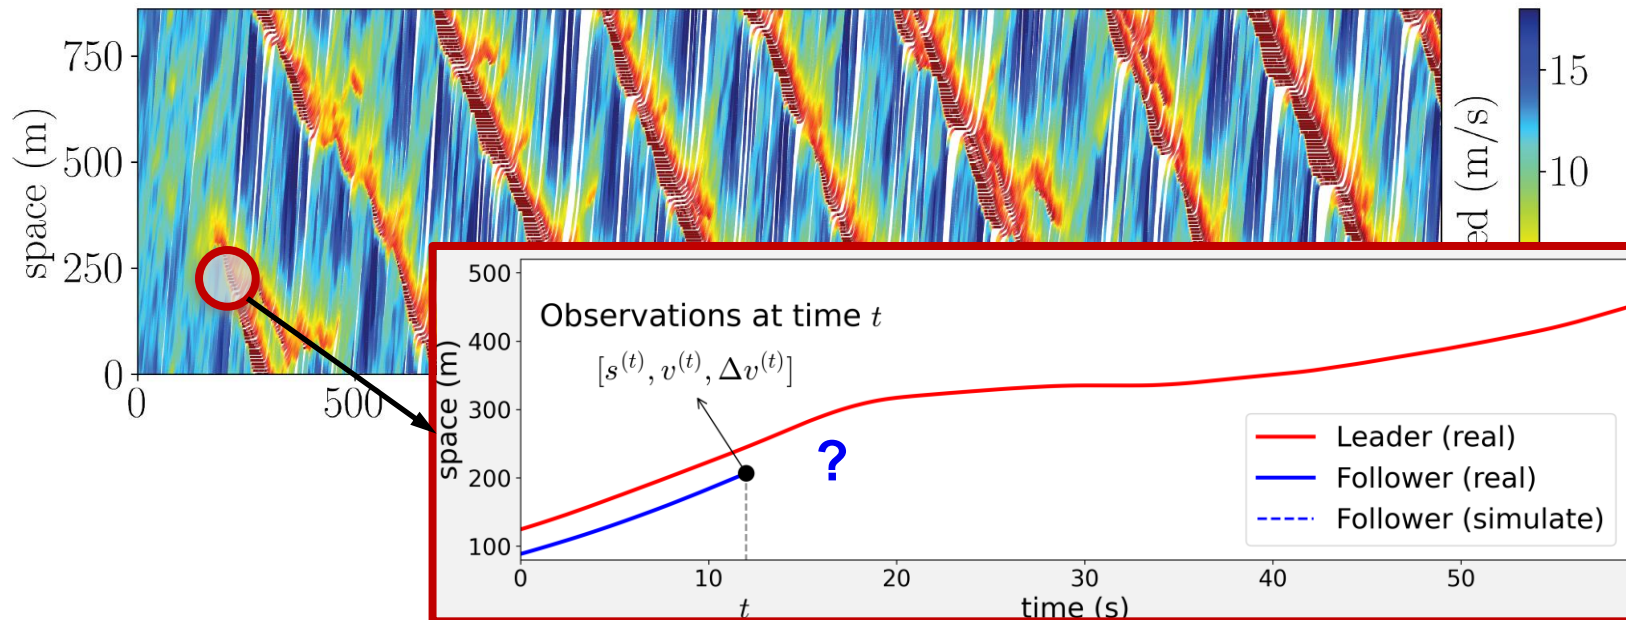 750
500
250
0
space (m)
0
500
15
10
ed (m/s)
500
400
300
200
100
space (m)
Observations at time t
[s^{(t)}, v^{(t)}, Δv^{(t)}]
?
Leader (real)
Follower (real)
Follower (simulate)
0
10
20
30
40
50
t
time (s)